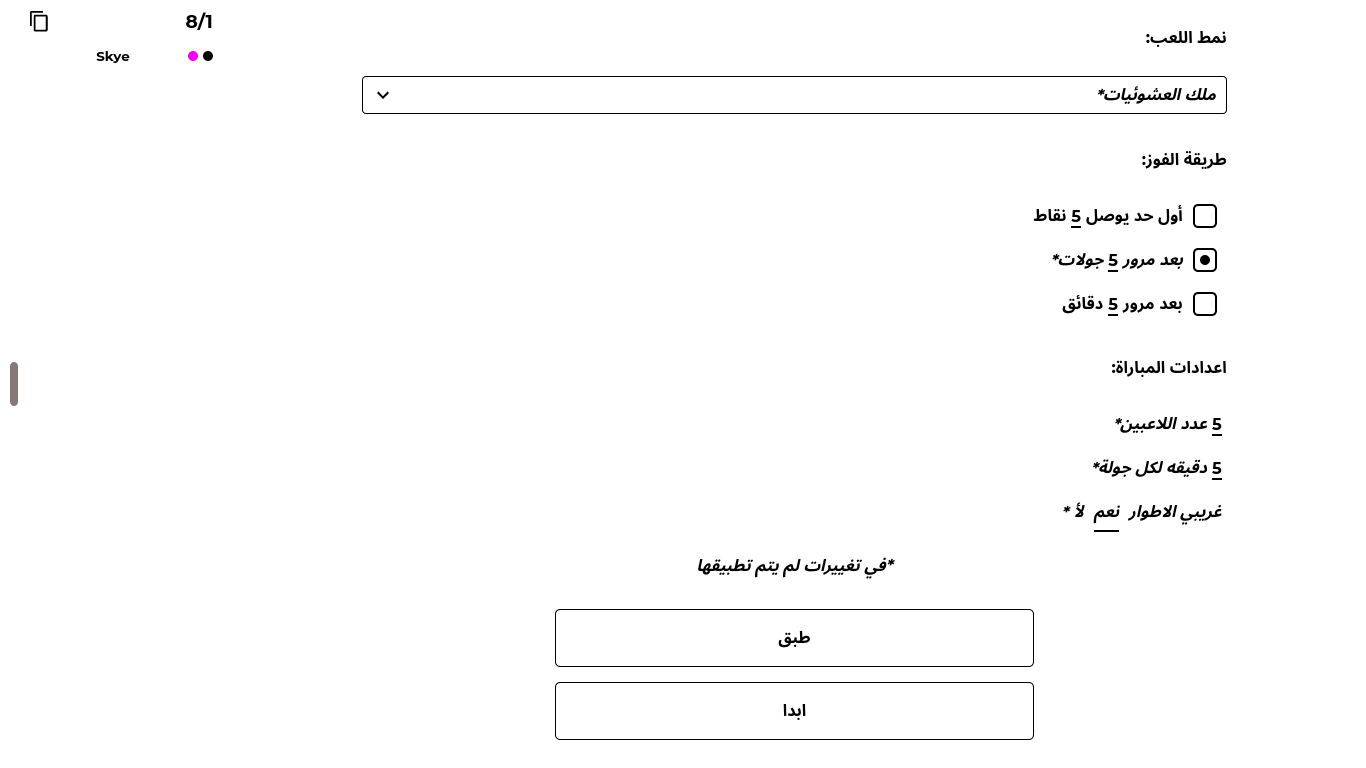 8/1
Skye
نمط اللعب:
ملك العشوئيات*
طريقة الفوز:
أول حد يوصل 5 نقاط
بعد مرور 5 جولات*
بعد مرور 5 دقائق
اعدادات المباراة:
5 عدد اللاعبين*
5 دقيقه لكل جولة*
غريبي الاطوار نعم لأ *
*في تغييرات لم يتم تطبيقها
طبق
ابدا